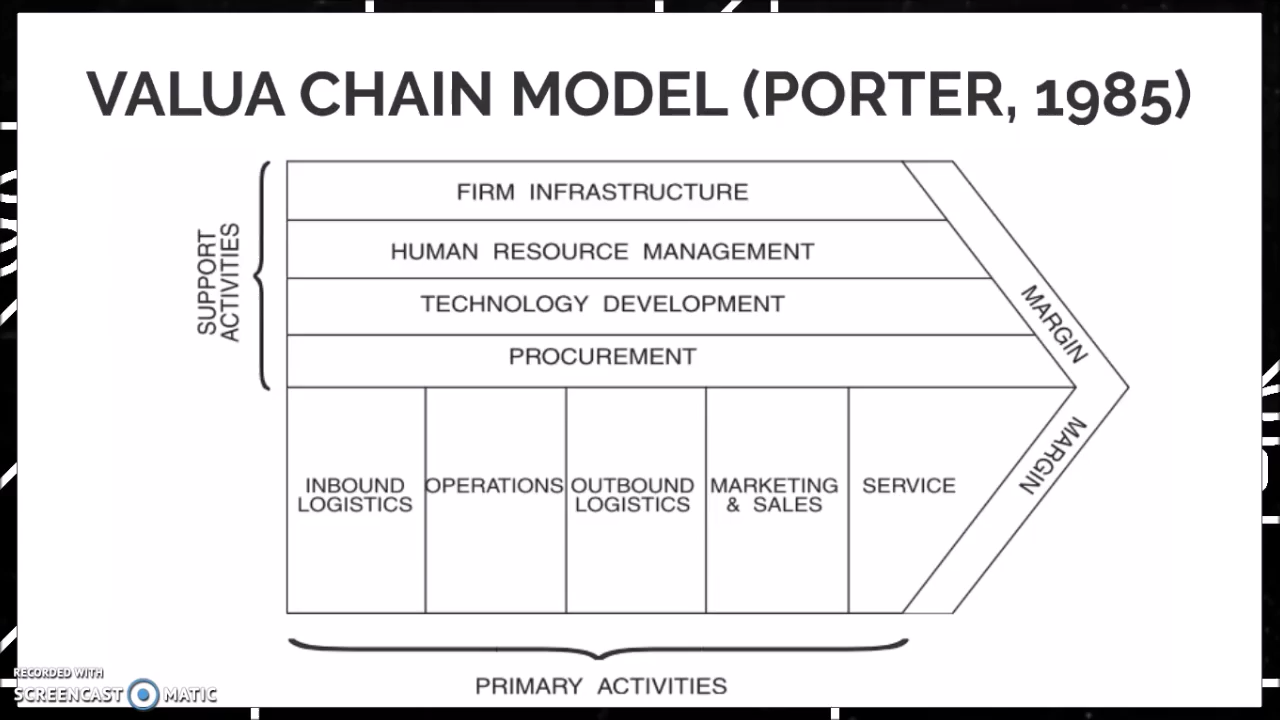 VALUA CHAIN MODEL (PORTER, 1985)
SUPPORT
ACTIVITIES
FIRM INFRASTRUCTURE
HUMAN RESOURCE MANAGEMENT
TECHNOLOGY DEVELOPMENT
PROCUREMENT
MARGIN
MARGIN
INBOUND
LOGISTICS
OPERATIONS
OUTBOUND
LOGISTICS
MARKETING
& SALES
SERVICE
PRIMARY ACTIVITIES
RECORDED WITH
SCREENCAST MATIC